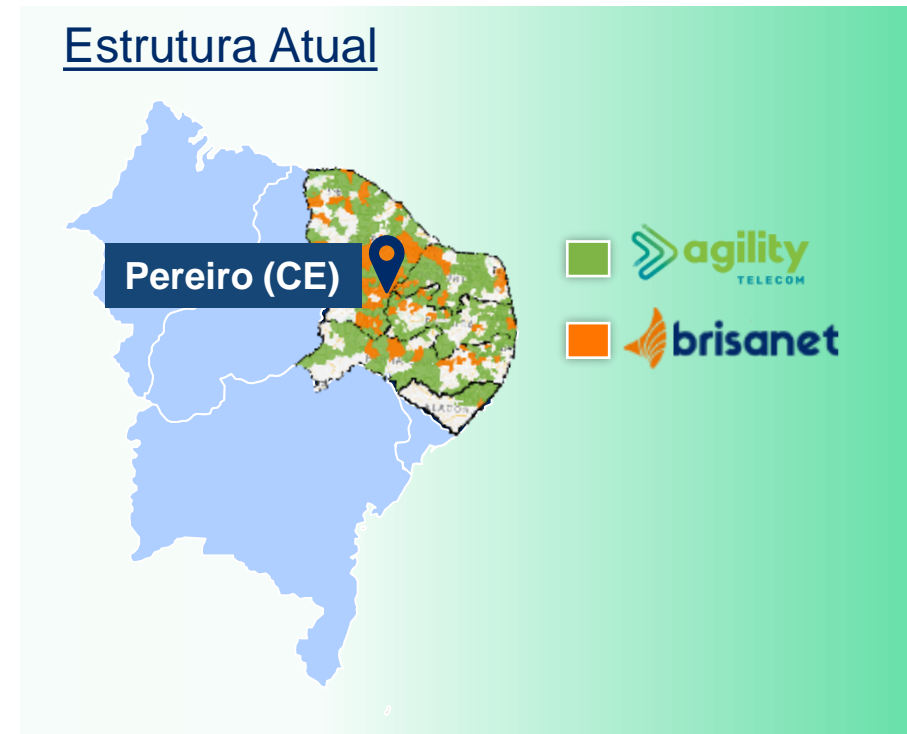 Estrutura Atual
Pereiro (CE)
agility
TELECOM
brisanet